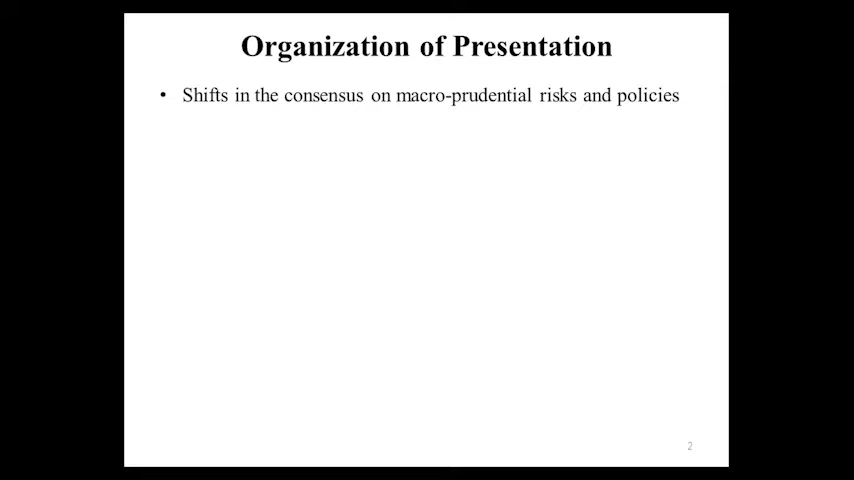 Organization of Presentation
• Shifts in the consensus on macro-prudential risks and policies
2